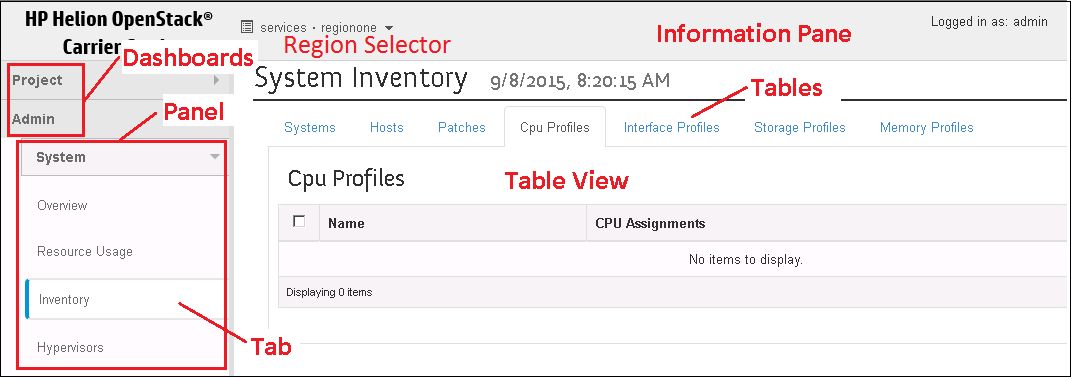 HP Helion OpenStack®
Carrier
services · regionone
Logged in as: admin
Region Selector
Information Pane
Dashboards
Project
Admin
Panel
System Inventory 9/8/2015, 8:20:15 AM
Tables
Systems Hosts Patches Cpu Profiles Interface Profiles Storage Profiles Memory Profiles
System
Overview
Resource Usage
Inventory
Hypervisors
Tab
Cpu Profiles
Table View
Name CPU Assignments
No items to display.
Displaying 0 items